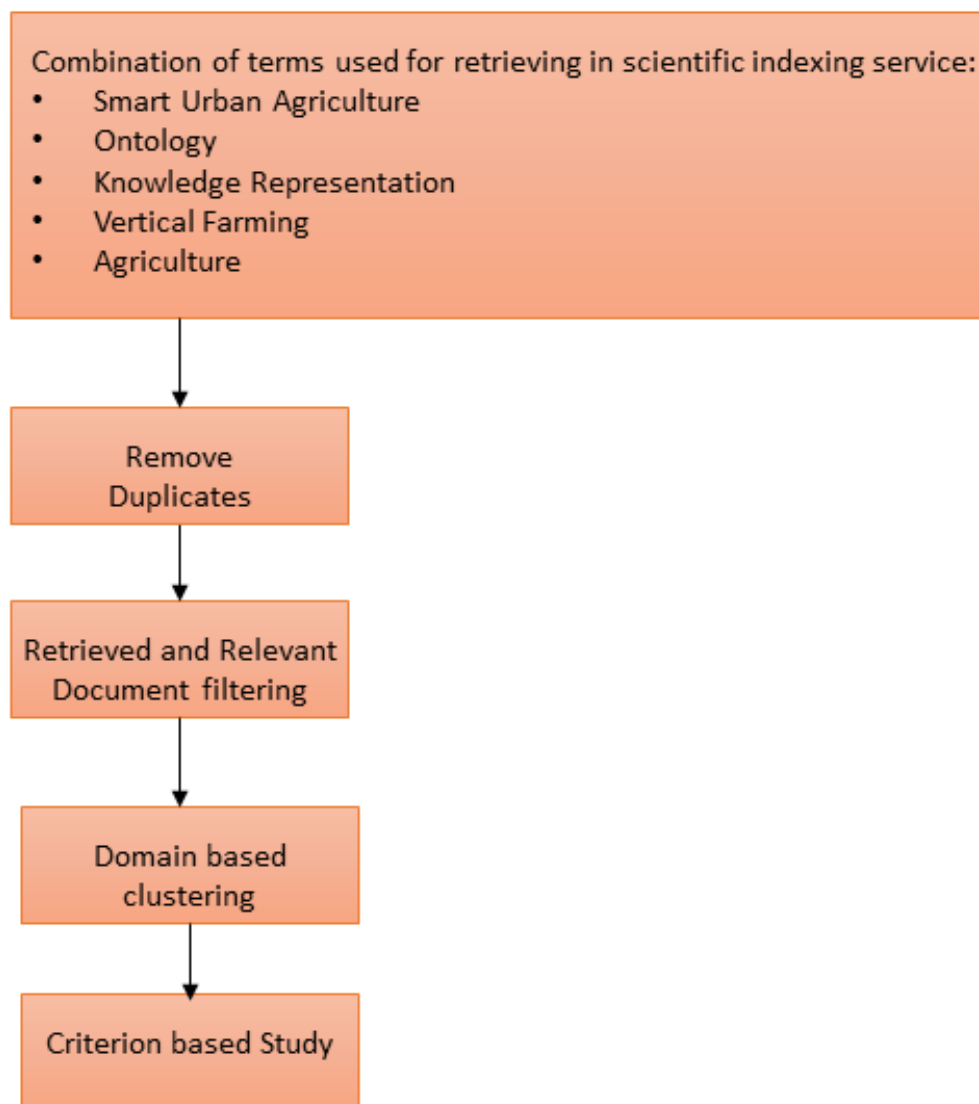 Combination of terms used for retrieving in scientific indexing service:
• Smart Urban Agriculture
• Ontology
• Knowledge Representation
• Vertical Farming
• Agriculture
Remove
Duplicates
Retrieved and Relevant
Document filtering
Domain based
clustering
Criterion based Study